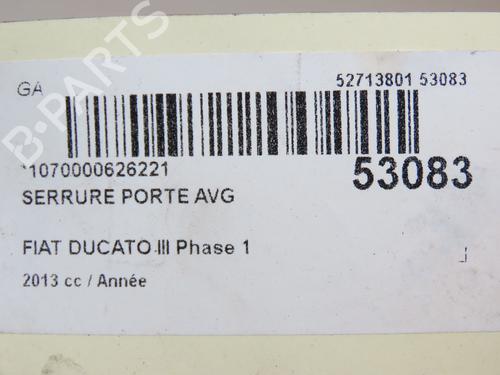 GA
52713801 53083
*1070000626221
53083
SERRURE PORTE AVG
FIAT DUCATO III Phase 1
2013 cc / Année
B-PARTS